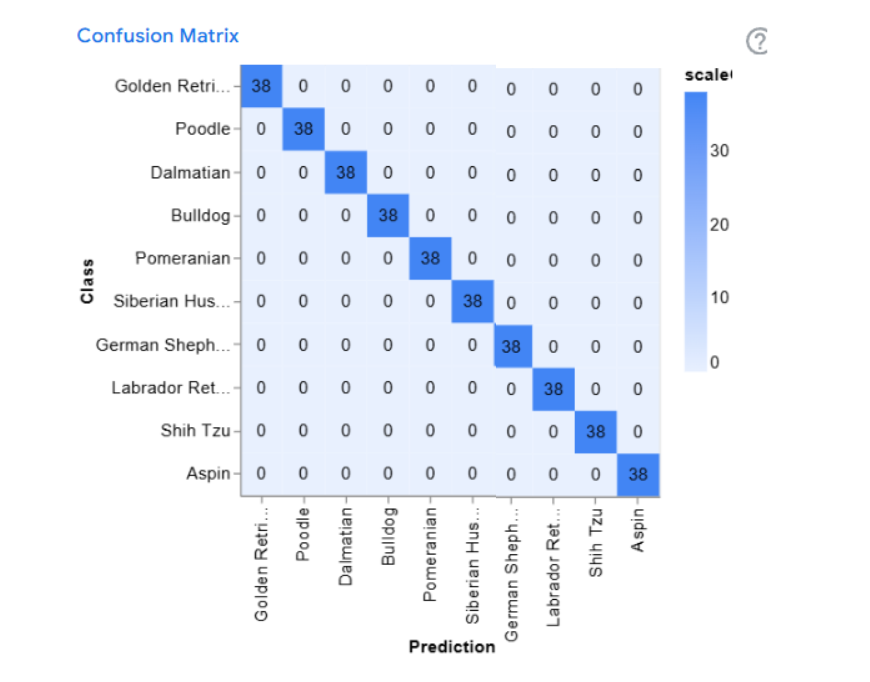 Confusion Matrix
?
scale(
Golden Retri... 38 0 0 0 0 0 0 0 0 0
Poodle 0 38 0 0 0 0 0 0 0 0
Dalmatian 0 0 38 0 0 0 0 0 0 0
Bulldog 0 0 0 38 0 0 0 0 0 0
Pomeranian 0 0 0 0 38 0 0 0 0 0
Siberian Hus... 0 0 0 0 0 38 0 0 0 0
German Sheph... 0 0 0 0 0 0 38 0 0 0
Labrador Ret... 0 0 0 0 0 0 0 38 0 0
Shih Tzu 0 0 0 0 0 0 0 0 38 0
Aspin 0 0 0 0 0 0 0 0 0 38
Class
30
20
10
0
Golden Retri...
Poodle
Dalmatian
Bulldog
Pomeranian
Siberian Hus...
German Sheph...
Labrador Ret...
Shih Tzu
Aspin
Prediction